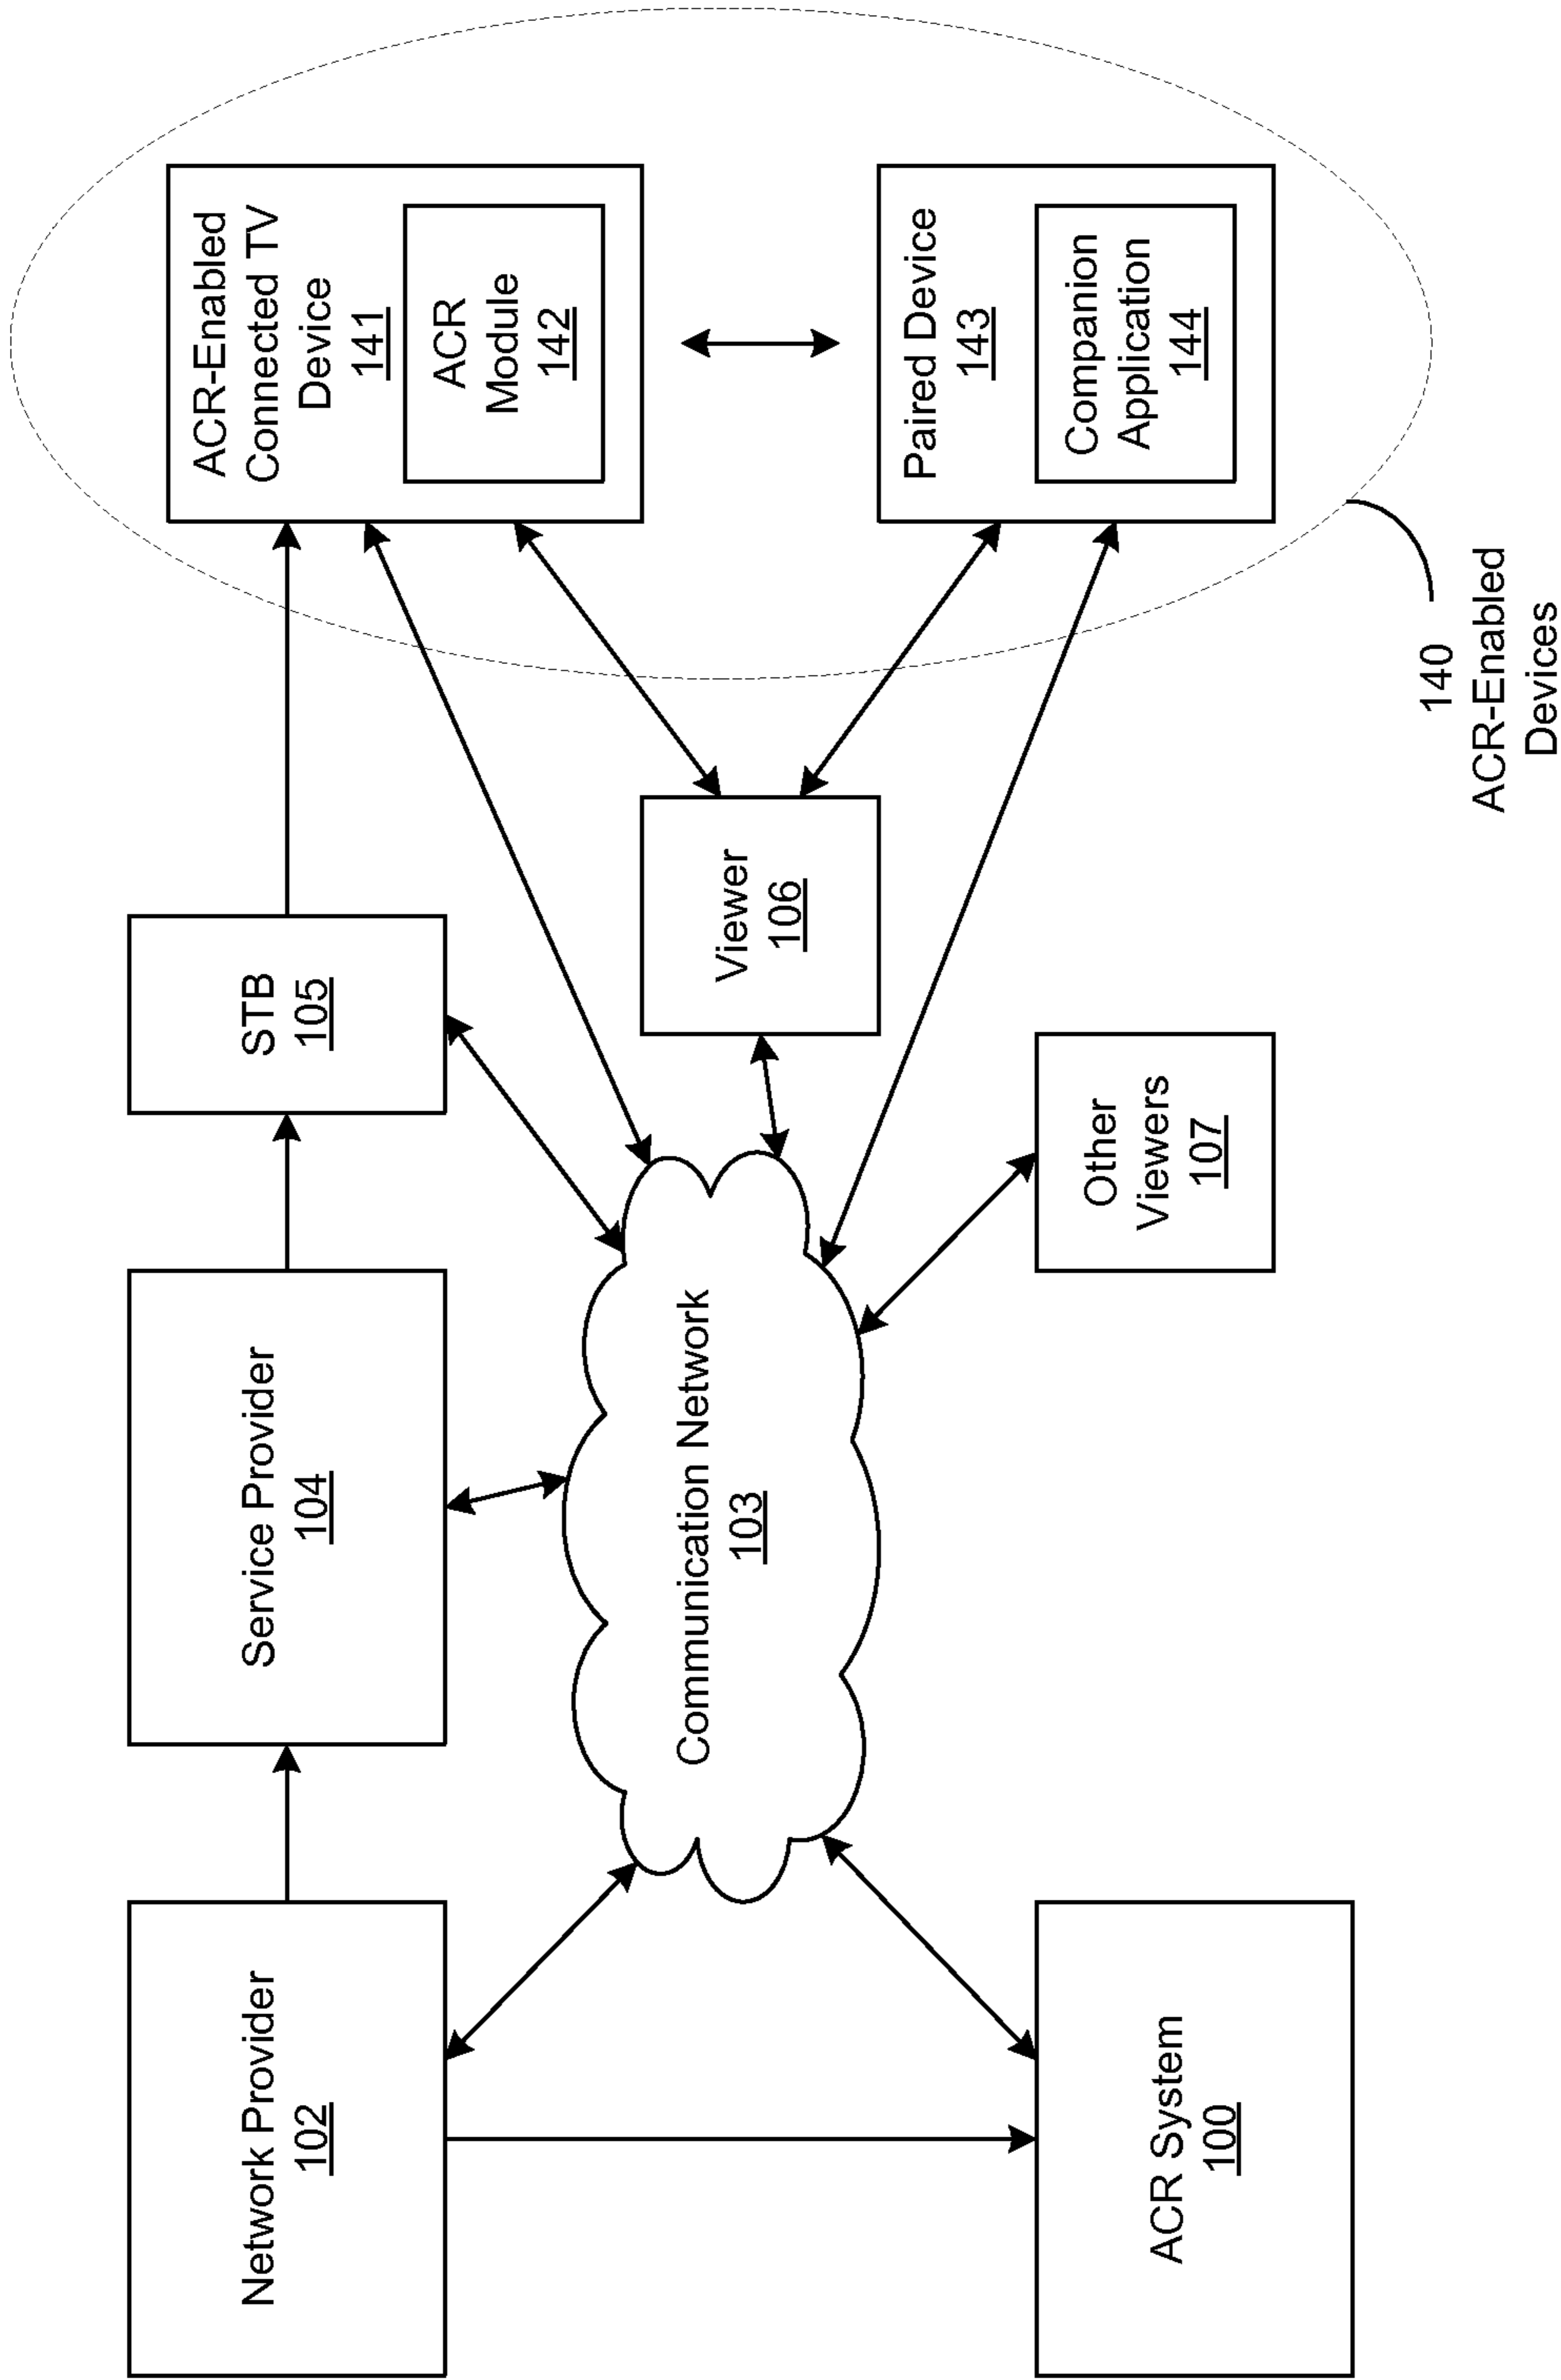 Network Provider
102
Service Provider
104
STB
105
ACR-Enabled
Connected TV
Device
141
ACR
Module
142
Communication Network
103
Viewer
106
ACR System
100
Other
Viewers
107
Paired Device
143
Companion
Application
144
140
ACR-Enabled
Devices